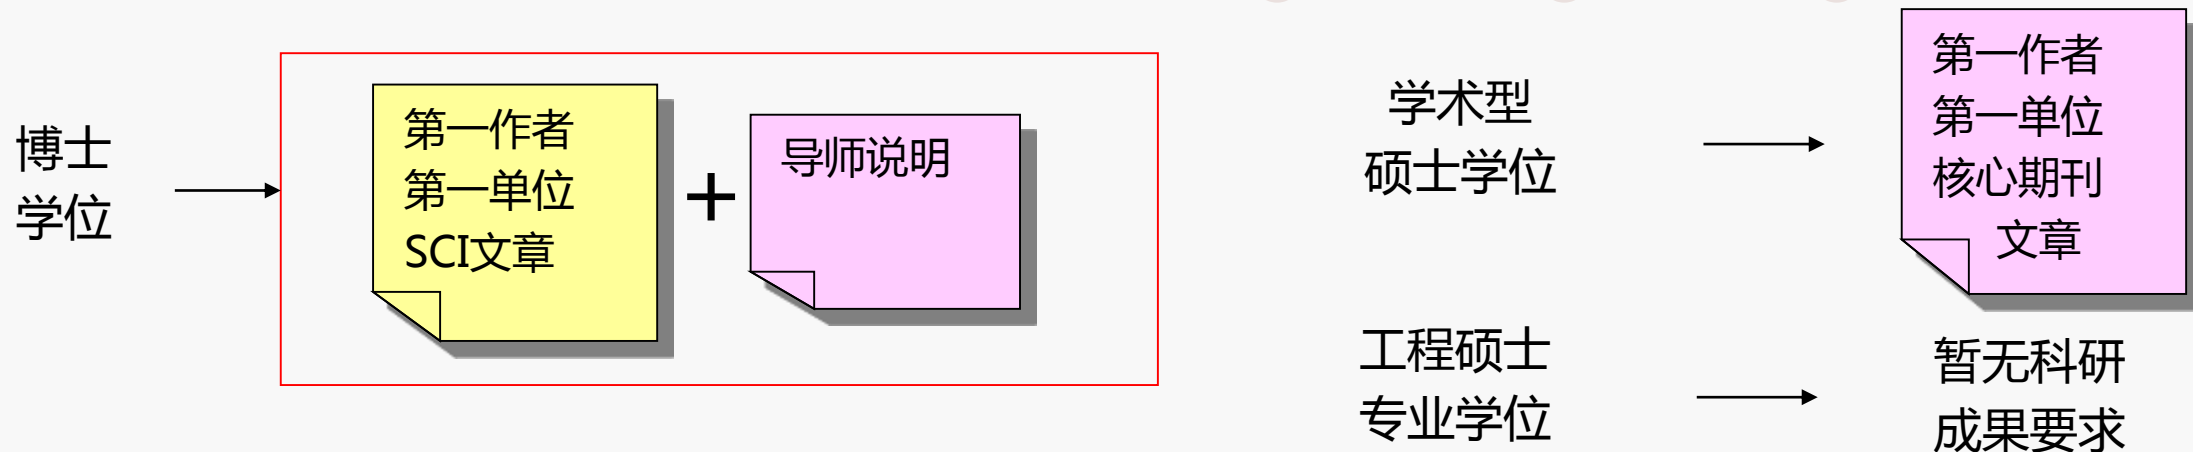 博士
学位
第一作者
第一单位
SCI文章
+
导师说明
学术型
硕士学位
第一作者
第一单位
核心期刊
文章
工程硕士
专业学位
暂无科研
成果要求